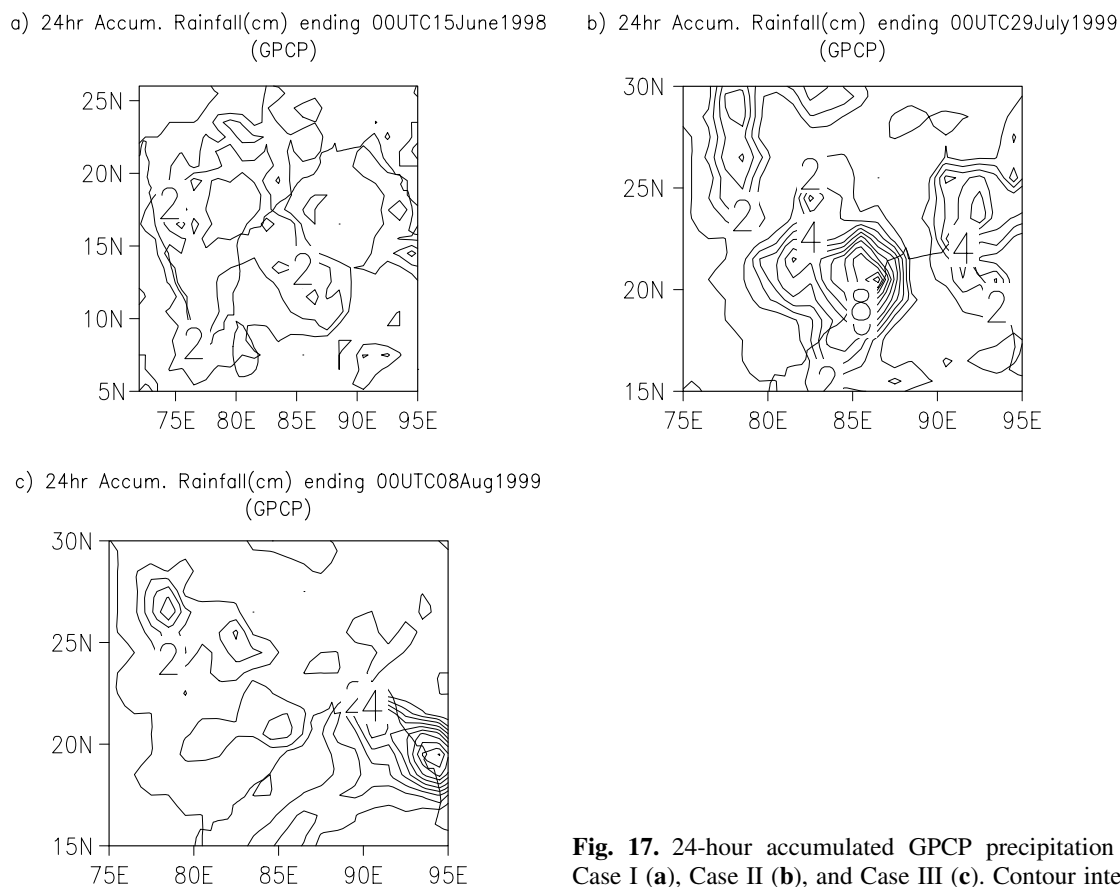 a) 24hr Accum. Rainfall(cm) ending 00UTC15June1998
(GPCP)
25N
20N
15N
10N
5N
75E 80E 85E 90E 95E
2
2
2
b) 24hr Accum. Rainfall(cm) ending 00UTC29July1999
(GPCP)
30N
25N
20N
15N
75E 80E 85E 90E 95E
2
2
4
4
8
2
2
c) 24hr Accum. Rainfall(cm) ending 00UTC08Aug1999
(GPCP)
30N
25N
20N
15N
75E 80E 85E 90E 95E
2
2 4
Fig. 17. 24-hour accumulated GPCP precipitation
Case I (a), Case II (b), and Case III (c). Contour inte